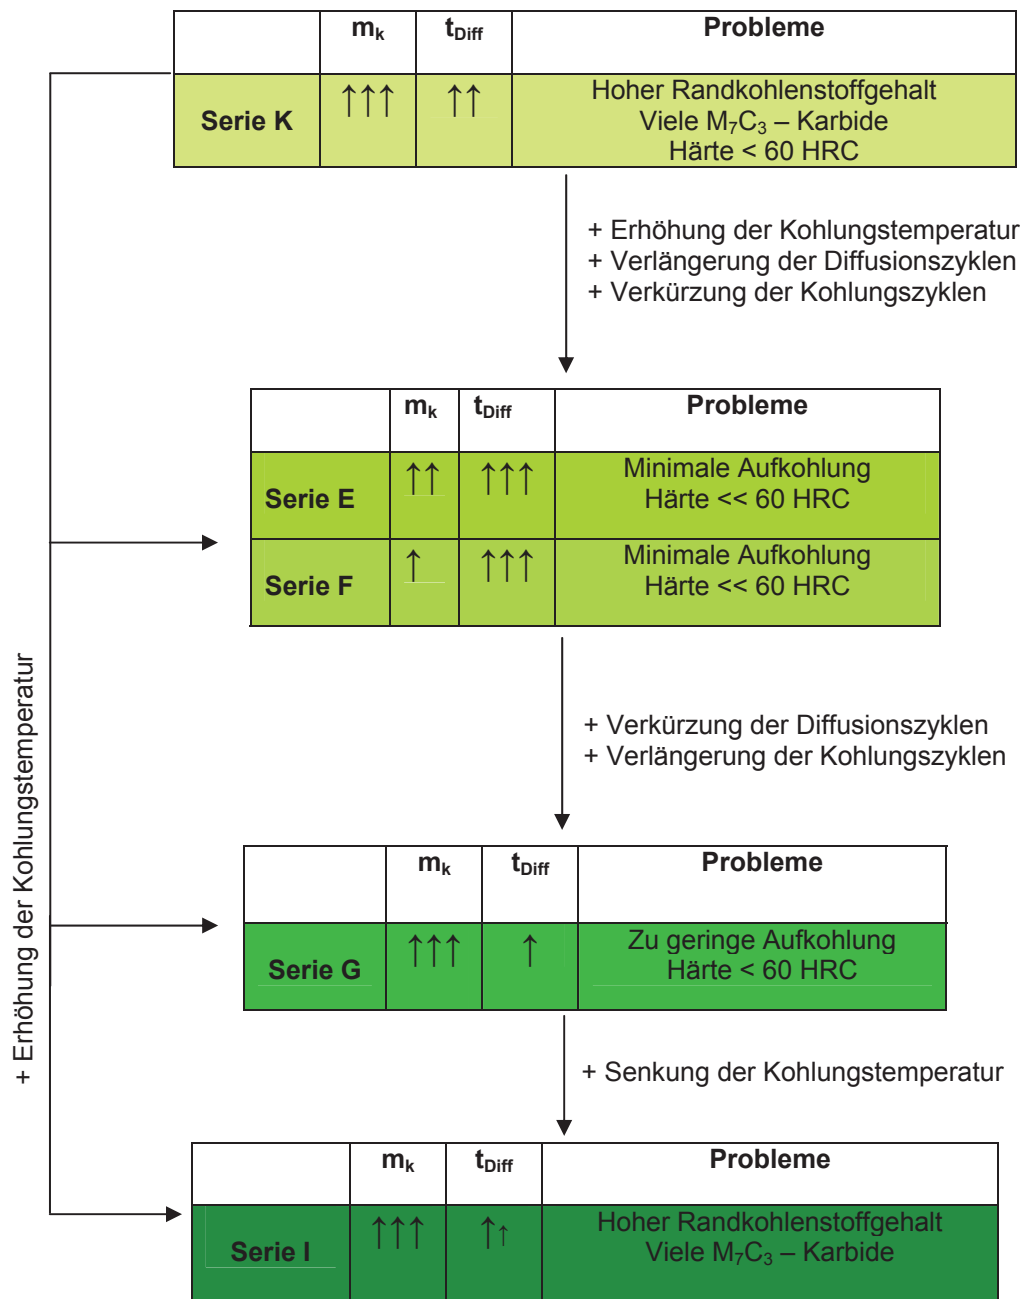 mk tDiff Probleme
Serie K ↑↑↑ ↑↑ Hoher Randkohlenstoffgehalt
Viele M7C3 – Karbide
Härte < 60 HRC
+ Erhöhung der Kohlungstemperatur
+ Verlängerung der Diffusionszyklen
+ Verkürzung der Kohlungszyklen
mk tDiff Probleme
Serie E ↑↑ ↑↑↑ Minimale Aufkohlung
Härte << 60 HRC
Serie F ↑ ↑↑↑ Minimale Aufkohlung
Härte << 60 HRC
+ Erhöhung der Kohlungstemperatur
+ Verkürzung der Diffusionszyklen
+ Verlängerung der Kohlungszyklen
mk tDiff Probleme
Serie G ↑↑↑ ↑ Zu geringe Aufkohlung
Härte < 60 HRC
+ Senkung der Kohlungstemperatur
mk tDiff Probleme
Serie I ↑↑↑ ↑↑ Hoher Randkohlenstoffgehalt
Viele M7C3 – Karbide